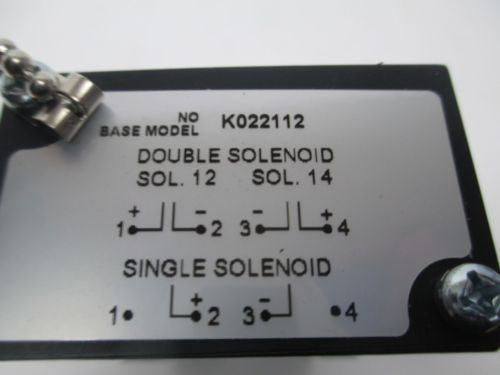 NO
BASE MODEL K022112
DOUBLE SOLENOID
SOL. 12 SOL. 14
+ − − +
1 2 3 4
SINGLE SOLENOID
+ −
1 2 3 4